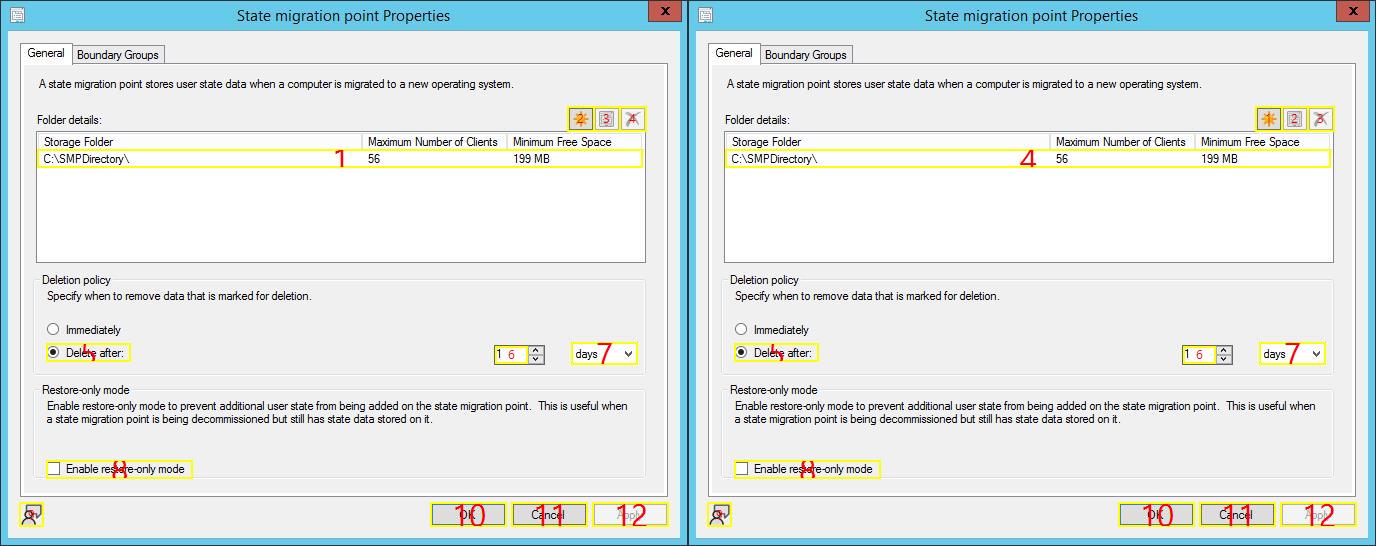 State migration point Properties
x
General
Boundary Groups
A state migration point stores user state data when a computer is migrated to a new operating system.
Folder details:
2
3
4
Storage Folder
Maximum Number of Clients
Minimum Free Space
C:\SMPDirectory\
1
56
199 MB
Deletion policy
Specify when to remove data that is marked for deletion.
Immediately
Delete after:
1
6
days
7
Restore-only mode
Enable restore-only mode to prevent additional user state from being added on the state migration point. This is useful when
a state migration point is being decommissioned but still has state data stored on it.
Enable restore-only mode
8
OK
10
Cancel
11
Apply
12
State migration point Properties
x
General
Boundary Groups
A state migration point stores user state data when a computer is migrated to a new operating system.
Folder details:
1
2
3
Storage Folder
Maximum Number of Clients
Minimum Free Space
C:\SMPDirectory\
4
56
199 MB
Deletion policy
Specify when to remove data that is marked for deletion.
Immediately
Delete after:
1
6
days
7
Restore-only mode
Enable restore-only mode to prevent additional user state from being added on the state migration point. This is useful when
a state migration point is being decommissioned but still has state data stored on it.
Enable restore-only mode
8
OK
10
Cancel
11
Apply
12